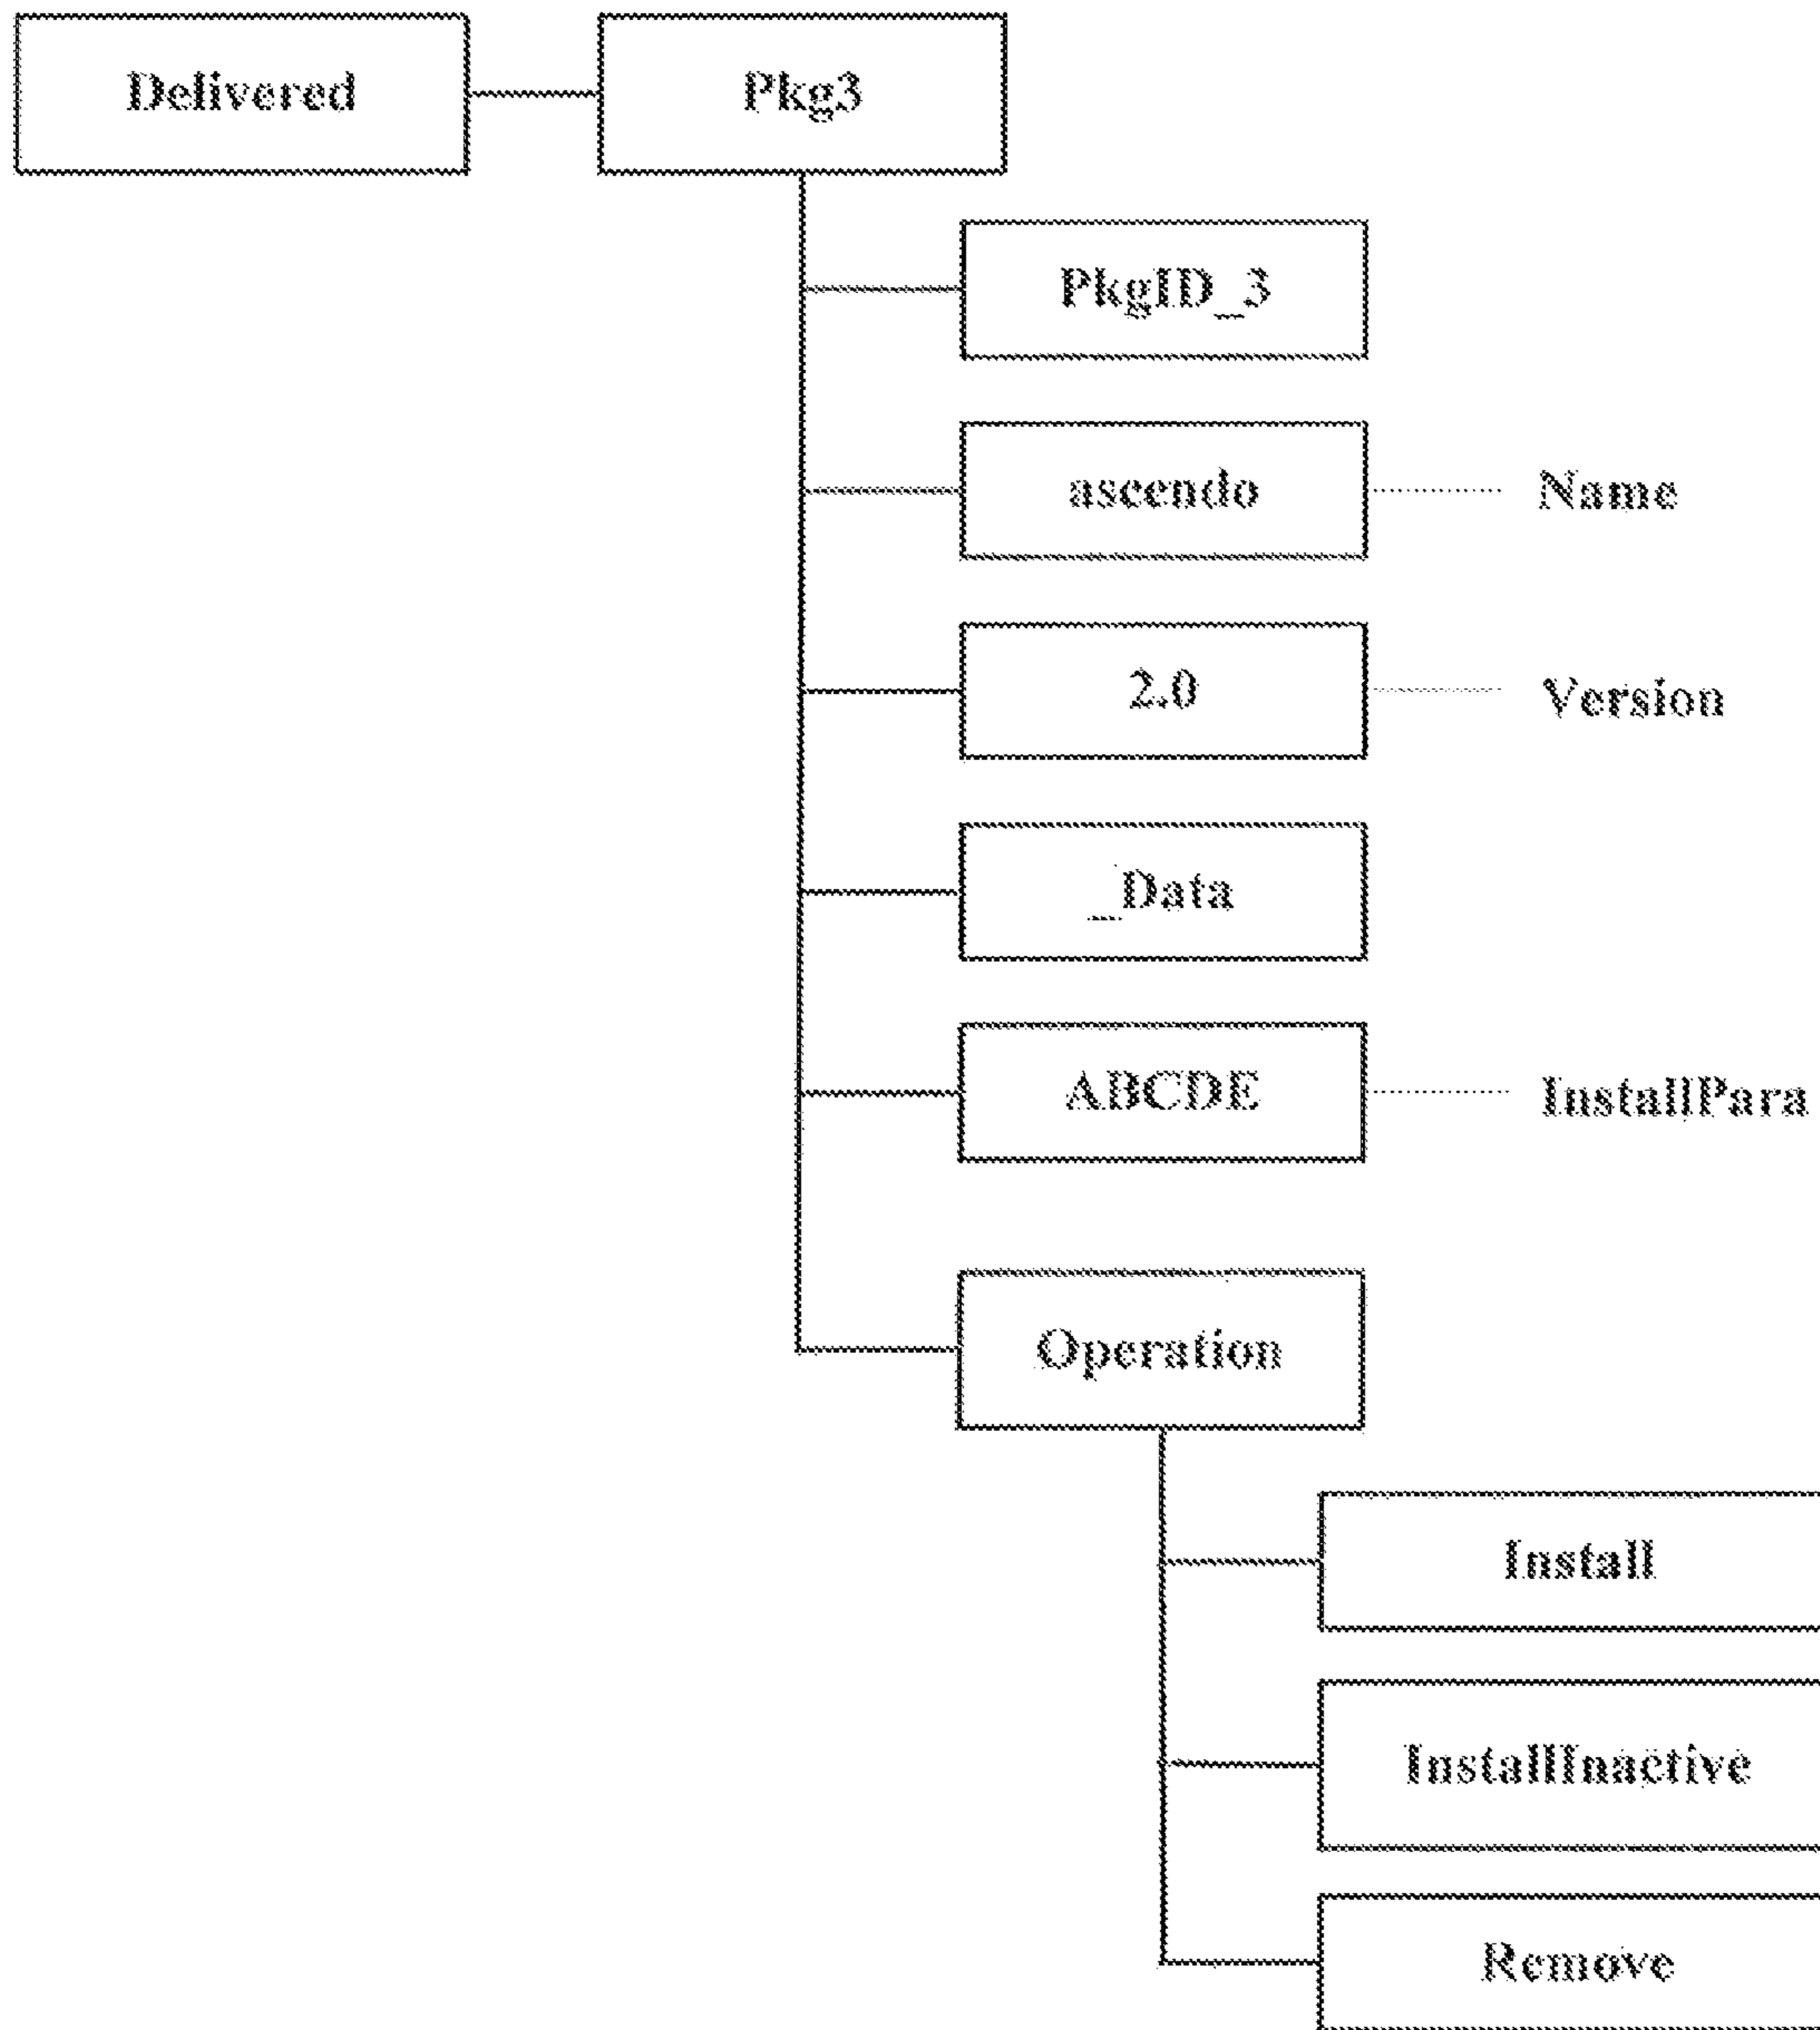 Delivered
Pkg3
PkgID_3
ascendo
Name
2.0
Version
_Data
ABCDE
InstallPara
Operation
Install
InstallInactive
Remove